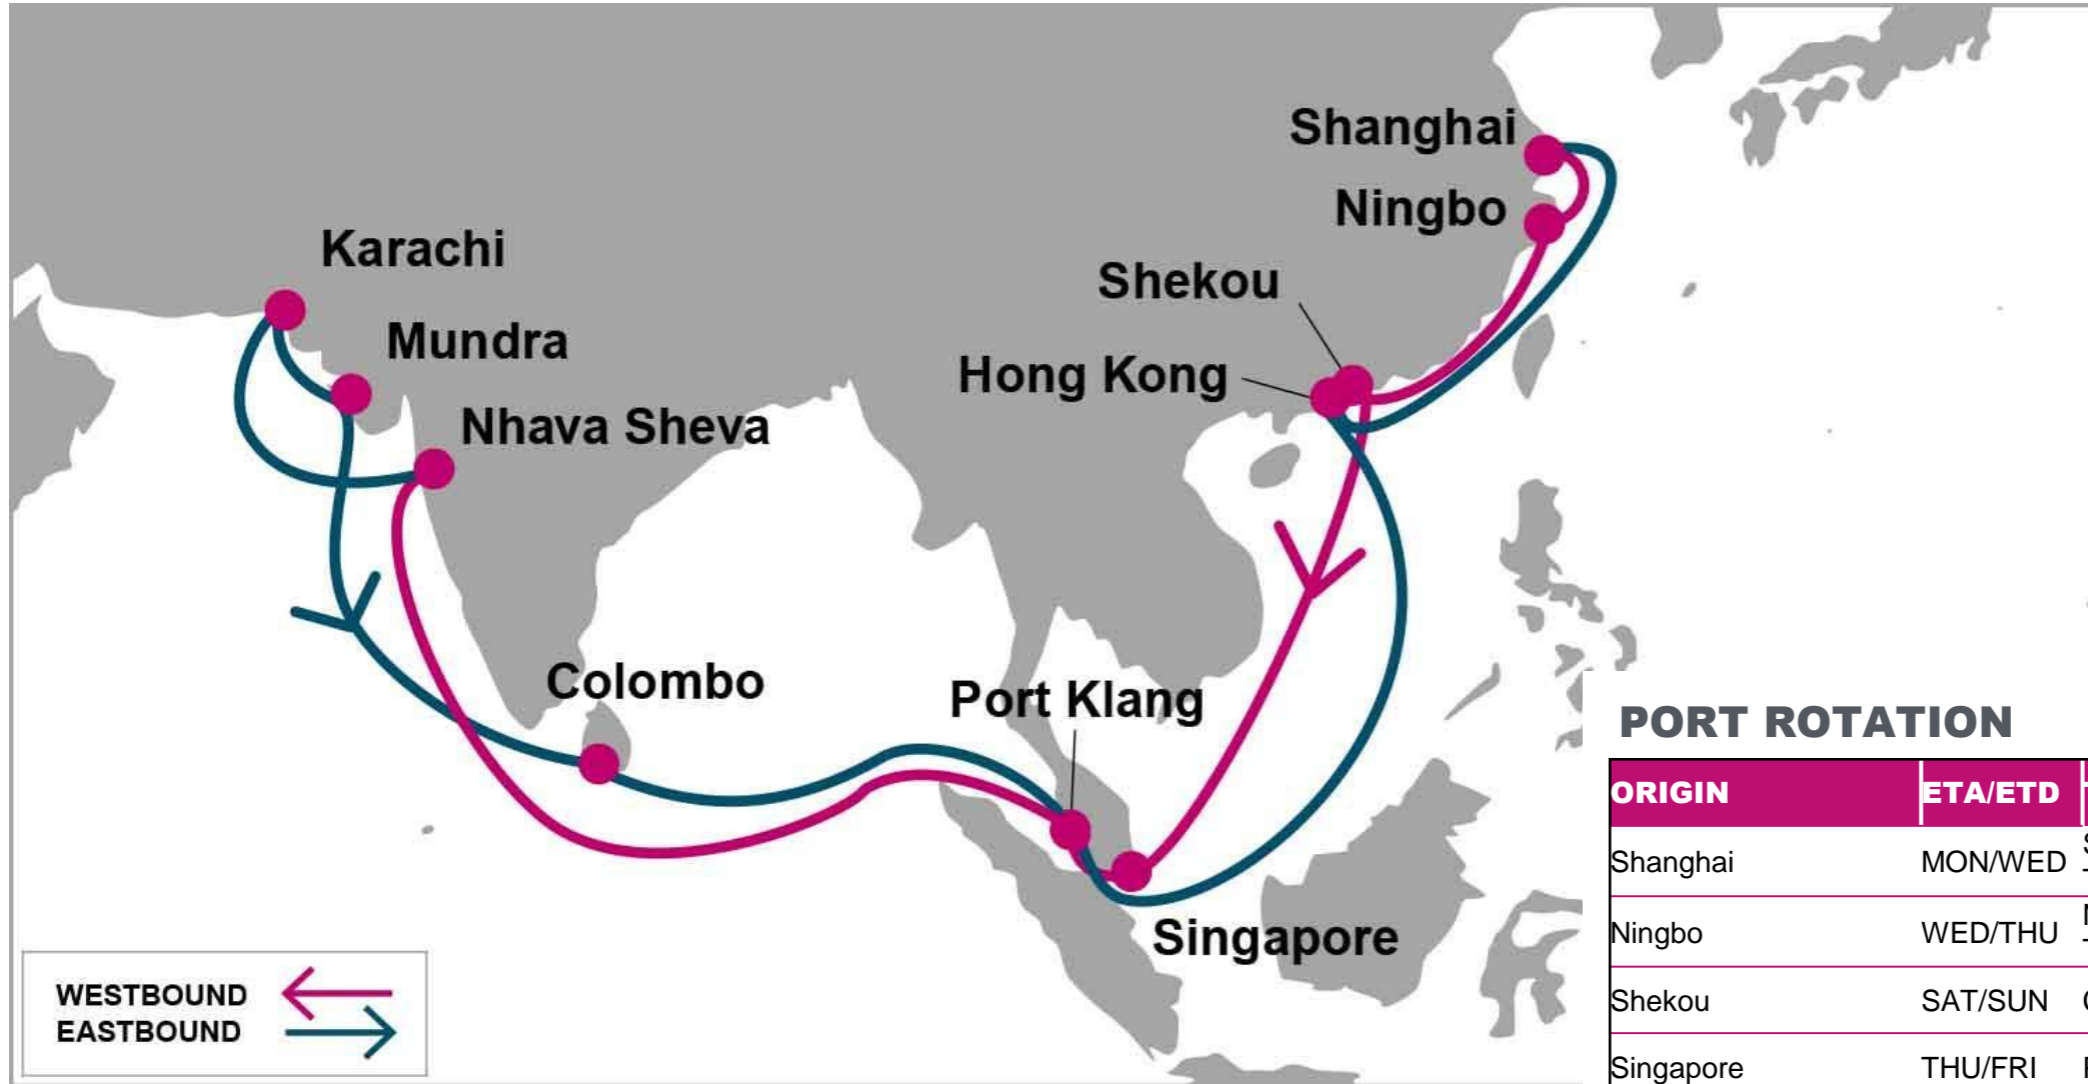 Shanghai
Ningbo
Karachi
Shekou
Mundra
Hong Kong
Nhava Sheva
Colombo
Port Klang
Singapore
WESTBOUND
EASTBOUND
PORT ROTATION
ORIGIN ETA/ETD
Shanghai MON/WED
Ningbo WED/THU
Shekou SAT/SUN
Singapore THU/FRI